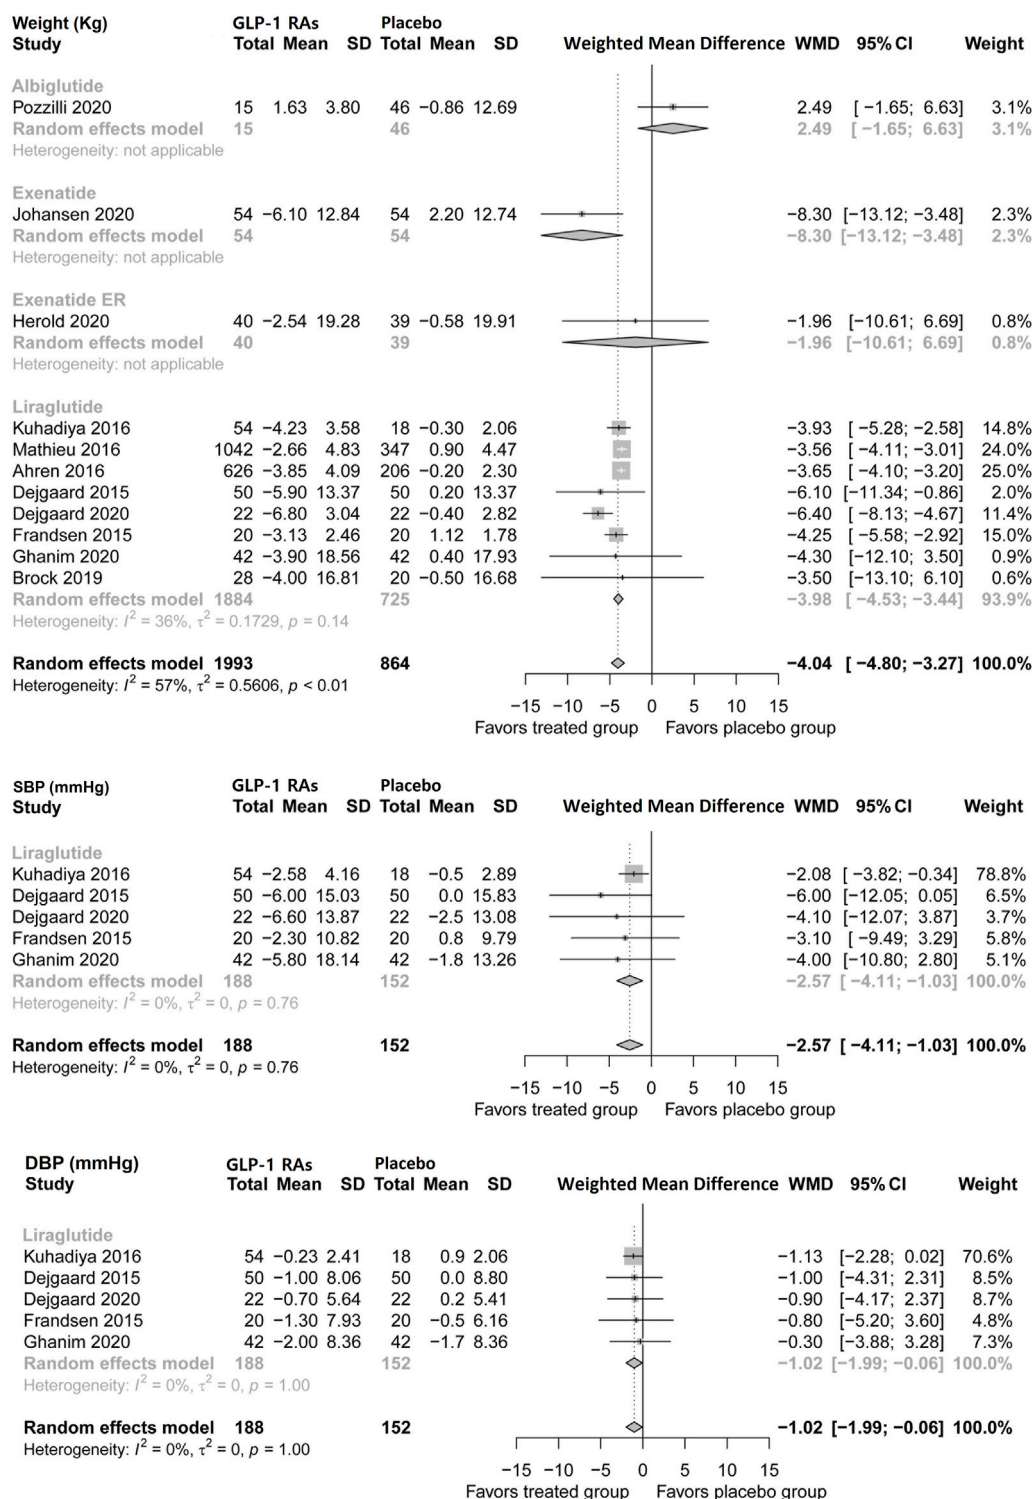 Weight (Kg) GLP-1 RAs Placebo
Study Total Mean SD Total Mean SD Weighted Mean Difference WMD 95% CI Weight
Albiglutide
Pozzilli 2020 15 1.63 3.80 46 −0.86 12.69 2.49 [ −1.65; 6.63] 3.1%
Random effects model 15 46 2.49 [ −1.65; 6.63] 3.1%
Heterogeneity: not applicable
Exenatide
Johansen 2020 54 −6.10 12.84 54 2.20 12.74 −8.30 [−13.12; −3.48] 2.3%
Random effects model 54 54 −8.30 [−13.12; −3.48] 2.3%
Heterogeneity: not applicable
Exenatide ER
Herold 2020 40 −2.54 19.28 39 −0.58 19.91 −1.96 [−10.61; 6.69] 0.8%
Random effects model 40 39 −1.96 [−10.61; 6.69] 0.8%
Heterogeneity: not applicable
Liraglutide
Kuhadiya 2016 54 −4.23 3.58 18 −0.30 2.06 −3.93 [ −5.28; −2.58] 14.8%
Mathieu 2016 1042 −2.66 4.83 347 0.90 4.47 −3.56 [ −4.11; −3.01] 24.0%
Ahren 2016 626 −3.85 4.09 206 −0.20 2.30 −3.65 [ −4.10; −3.20] 25.0%
Dejgaard 2015 50 −5.90 13.37 50 0.20 13.37 −6.10 [−11.34; −0.86] 2.0%
Dejgaard 2020 22 −6.80 3.04 22 −0.40 2.82 −6.40 [ −8.13; −4.67] 11.4%
Frandsen 2015 20 −3.13 2.46 20 1.12 1.78 −4.25 [ −5.58; −2.92] 15.0%
Ghanim 2020 42 −3.90 18.56 42 0.40 17.93 −4.30 [−12.10; 3.50] 0.9%
Brock 2019 28 −4.00 16.81 20 −0.50 16.68 −3.50 [−13.10; 6.10] 0.6%
Random effects model 1884 725 −3.98 [ −4.53; −3.44] 93.9%
Heterogeneity: I² = 36%, τ² = 0.1729, p = 0.14
Random effects model 1993 864 −4.04 [ −4.80; −3.27] 100.0%
Heterogeneity: I² = 57%, τ² = 0.5606, p < 0.01
−15 −10 −5 0 5 10 15
Favors treated group Favors placebo group
SBP (mmHg) GLP-1 RAs Placebo
Study Total Mean SD Total Mean SD Weighted Mean Difference WMD 95% CI Weight
Liraglutide
Kuhadiya 2016 54 −2.58 4.16 18 −0.5 2.89 −2.08 [ −3.82; −0.34] 78.8%
Dejgaard 2015 50 −6.00 15.03 50 0.0 15.83 −6.00 [−12.05; 0.05] 6.5%
Dejgaard 2020 22 −6.60 13.87 22 −2.5 13.08 −4.10 [−12.07; 3.87] 3.7%
Frandsen 2015 20 −2.30 10.82 20 0.8 9.79 −3.10 [ −9.49; 3.29] 5.8%
Ghanim 2020 42 −5.80 18.14 42 −1.8 13.26 −4.00 [−10.80; 2.80] 5.1%
Random effects model 188 152 −2.57 [ −4.11; −1.03] 100.0%
Heterogeneity: I² = 0%, τ² = 0, p = 0.76
Random effects model 188 152 −2.57 [ −4.11; −1.03] 100.0%
Heterogeneity: I² = 0%, τ² = 0, p = 0.76
−15 −10 −5 0 5 10 15
Favors treated group Favors placebo group
DBP (mmHg) GLP-1 RAs Placebo
Study Total Mean SD Total Mean SD Weighted Mean Difference WMD 95% CI Weight
Liraglutide
Kuhadiya 2016 54 −0.23 2.41 18 0.9 2.06 −1.13 [−2.28; 0.02] 70.6%
Dejgaard 2015 50 −1.00 8.06 50 0.0 8.80 −1.00 [−4.31; 2.31] 8.5%
Dejgaard 2020 22 −0.70 5.64 22 0.2 5.41 −0.90 [−4.17; 2.37] 8.7%
Frandsen 2015 20 −1.30 7.93 20 −0.5 6.16 −0.80 [−5.20; 3.60] 4.8%
Ghanim 2020 42 −2.00 8.36 42 −1.7 8.36 −0.30 [−3.88; 3.28] 7.3%
Random effects model 188 152 −1.02 [−1.99; −0.06] 100.0%
Heterogeneity: I² = 0%, τ² = 0, p = 1.00
Random effects model 188 152 −1.02 [−1.99; −0.06] 100.0%
Heterogeneity: I² = 0%, τ² = 0, p = 1.00
−15 −10 −5 0 5 10 15
Favors treated group Favors placebo group